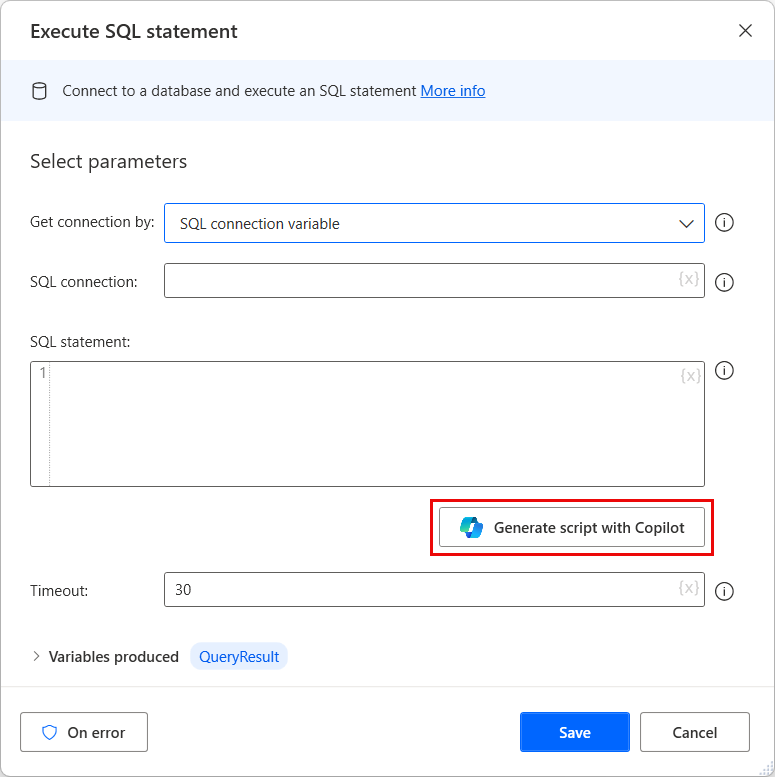 Execute SQL statement
Connect to a database and execute an SQL statement More info
Select parameters
Get connection by: SQL connection variable
SQL connection: {x}
SQL statement:
1 {x}
Generate script with Copilot
Timeout: 30 {x}
Variables produced QueryResult
On error Save Cancel